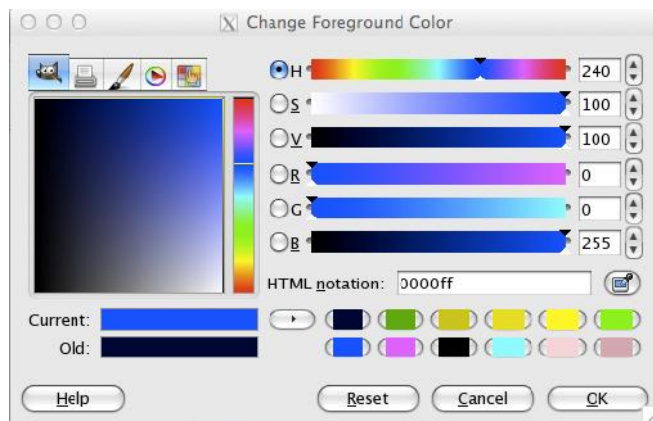 X Change Foreground Color
H 240
S 100
V 100
R 0
G 0
B 255
HTML notation: 0000ff
Current:
Old:
Help Reset Cancel OK